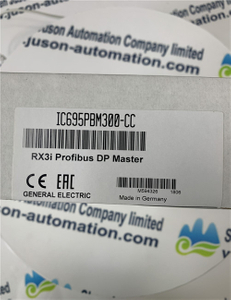 son Automation Company limited
-juson-automation.com
IC695PBM300-CC
RX3i Profibus DP Master
CE EAC
GENERAL ELECTRIC
Made in Germany
Juson Automation Company limited
juson-automation.com